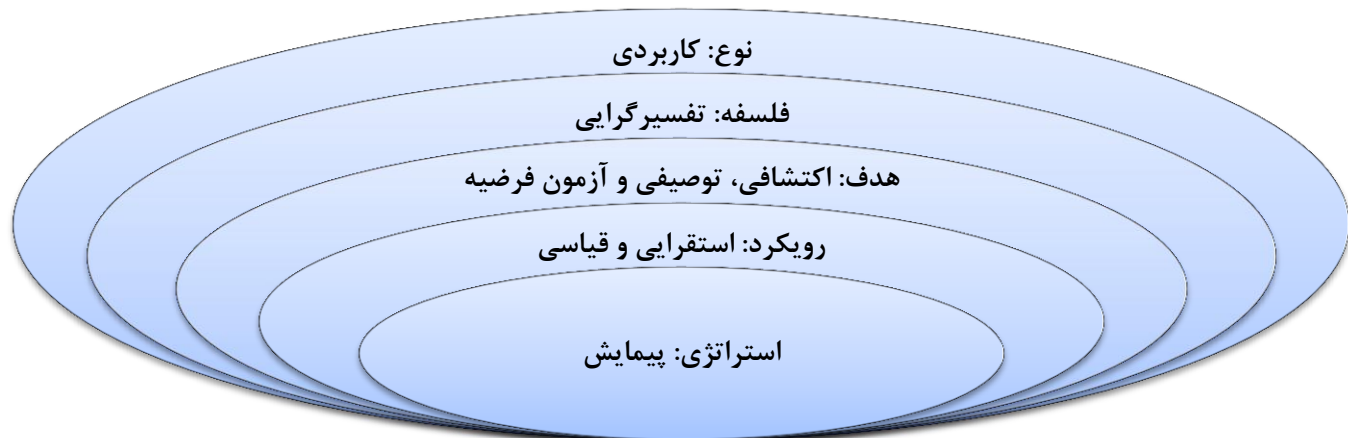 نوع: کاربردی
فلسفه: تفسیرگرایی
هدف: اکتشافی، توصیفی و آزمون فرضیه
رویکرد: استقرایی و قیاسی
استراتژی: پیمایش